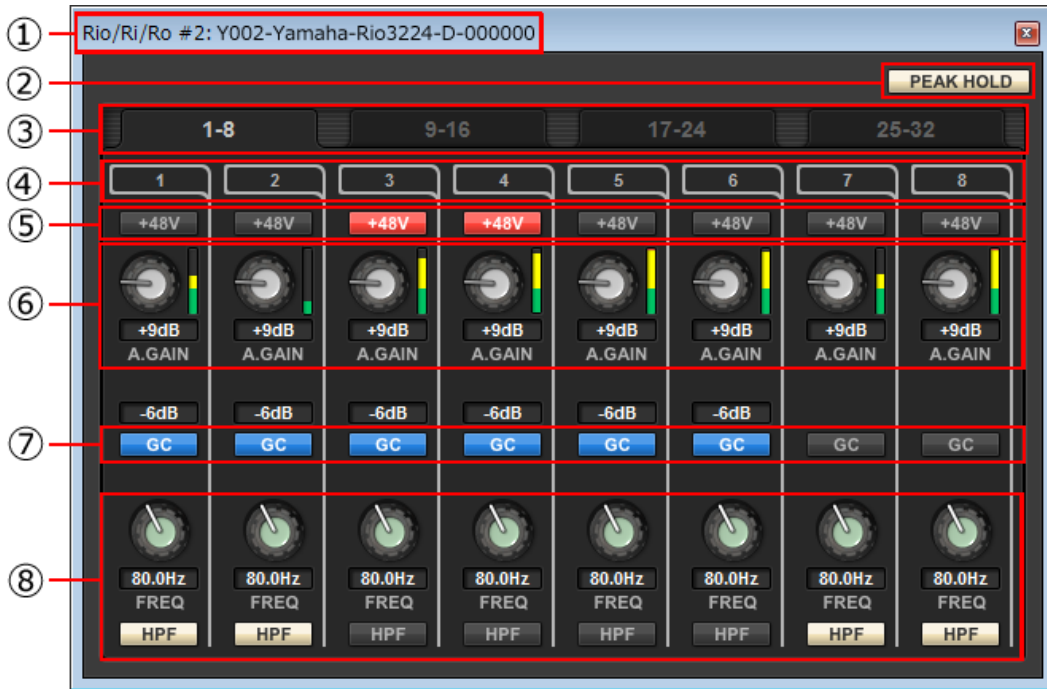 ① Rio/Ri/Ro #2: Y002-Yamaha-Rio3224-D-000000 x
② PEAK HOLD
③ 1-8 9-16 17-24 25-32
④ 1 2 3 4 5 6 7 8
⑤ +48V +48V +48V +48V +48V +48V +48V +48V
⑥
+9dB +9dB +9dB +9dB +9dB +9dB +9dB +9dB
A.GAIN A.GAIN A.GAIN A.GAIN A.GAIN A.GAIN A.GAIN A.GAIN
-6dB -6dB -6dB -6dB -6dB -6dB
⑦ GC GC GC GC GC GC GC GC
⑧ 80.0Hz 80.0Hz 80.0Hz 80.0Hz 80.0Hz 80.0Hz 80.0Hz 80.0Hz
FREQ FREQ FREQ FREQ FREQ FREQ FREQ FREQ
HPF HPF HPF HPF HPF HPF HPF HPF